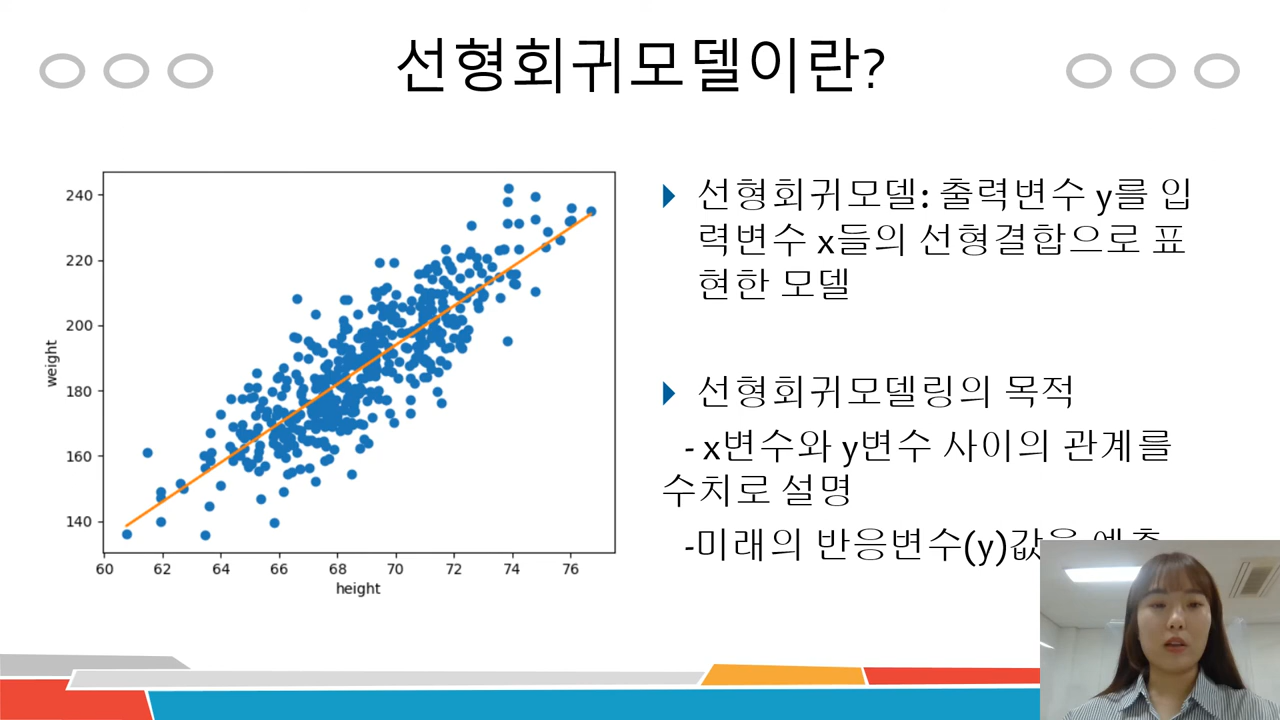 선형회귀모델이란?
240
220
200
180
160
140
weight
60 62 64 66 68 70 72 74 76
height
선형회귀모델: 출력변수 y를 입
력변수 x들의 선형결합으로 표
현한 모델
선형회귀모델링의 목적
- x변수와 y변수 사이의 관계를
수치로 설명
-미래의 반응변수(y)값을